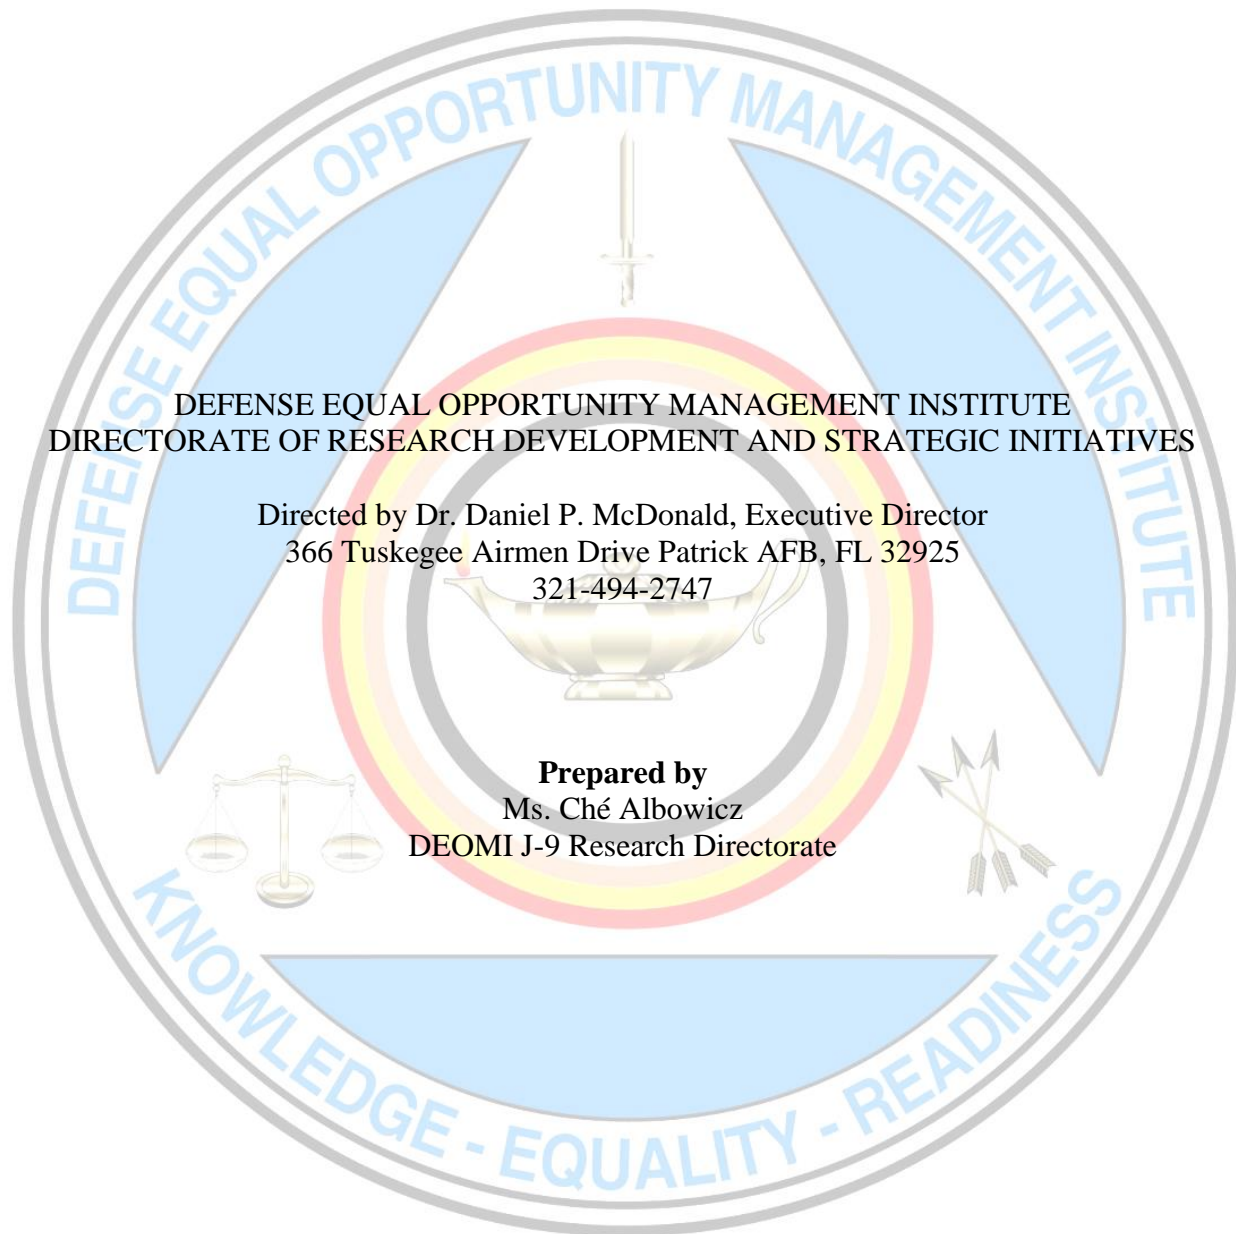 DEFENSE EQUAL OPPORTUNITY MANAGEMENT INSTITUTE
DEFENSE EQUAL OPPORTUNITY MANAGEMENT INSTITUTE
DIRECTORATE OF RESEARCH DEVELOPMENT AND STRATEGIC INITIATIVES
Directed by Dr. Daniel P. McDonald, Executive Director
366 Tuskegee Airmen Drive Patrick AFB, FL 32925
321-494-2747
Prepared by
Ms. Ché Albowicz
DEOMI J-9 Research Directorate
KNOWLEDGE - EQUALITY - READINESS